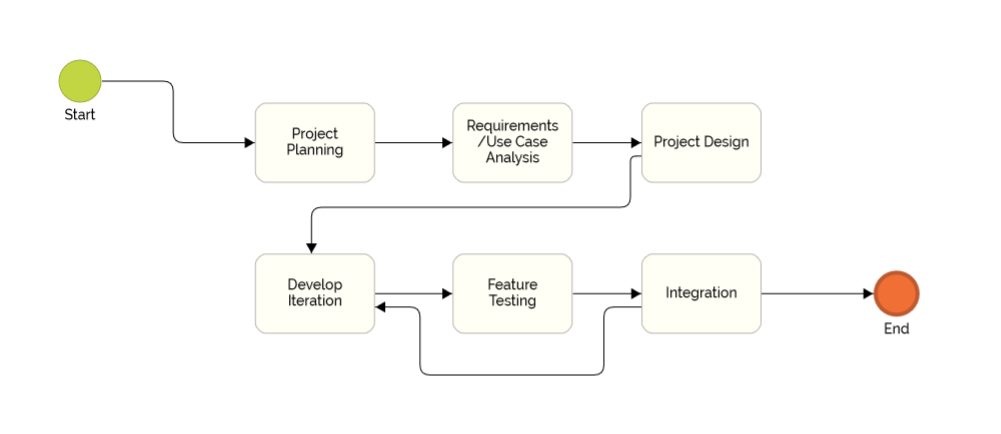 Start
Project
Planning
Requirements
/Use Case
Analysis
Project Design
Develop
Iteration
Feature
Testing
Integration
End